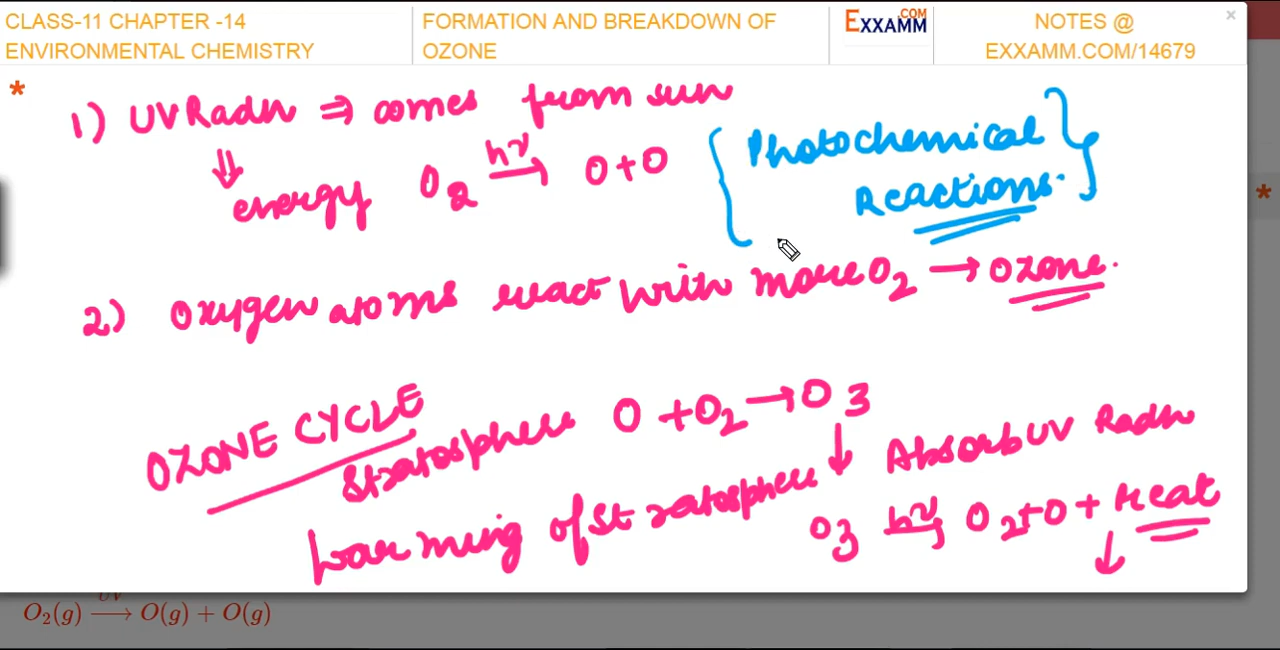 CLASS-11 CHAPTER -14
ENVIRONMENTAL CHEMISTRY
FORMATION AND BREAKDOWN OF
OZONE
EXXAMM.COM
NOTES @
EXXAMM.COM/14679
×
*
1) UV Radn ⇒ comes from sun
⇓
energy O2 hν→ O+O
{ Photochemical
Reactions. }
*
2) Oxygen atoms react with more O2 → Ozone.
OZONE CYCLE
Stratosphere O + O2 → O3
↓ Absorb UV Radn
warming of stratosphere
O3 hν→ O2+O + Heat
↓
O2(g) UV→ O(g) + O(g)